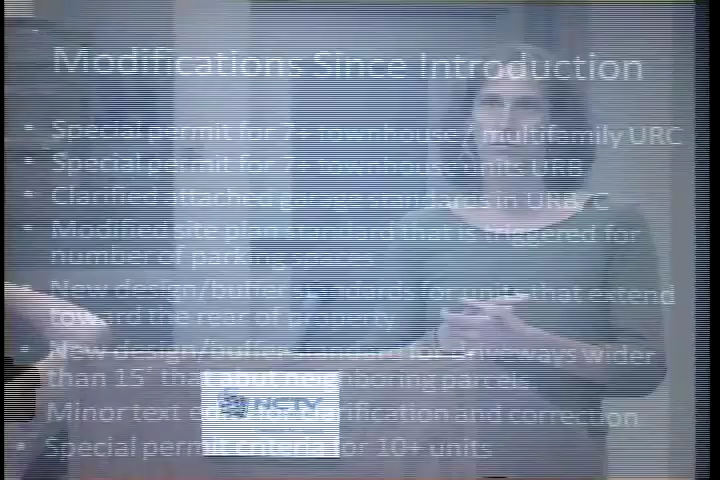 Modifications Since Introduction
• Special permit for 7+ townhouse / multifamily URC
• Special permit for 7+ townhouse units URB
• Clarified attached garage standards in URB/C
• Modified site plan standard that is triggered for
number of parking spaces
• New design/buffer standards for units that extend
toward the rear of property
• New design/buffer standard for driveways wider
than 15' that abut neighboring parcels
Minor text clarification and correction
• Special permit criteria for 10+ units
NCTV